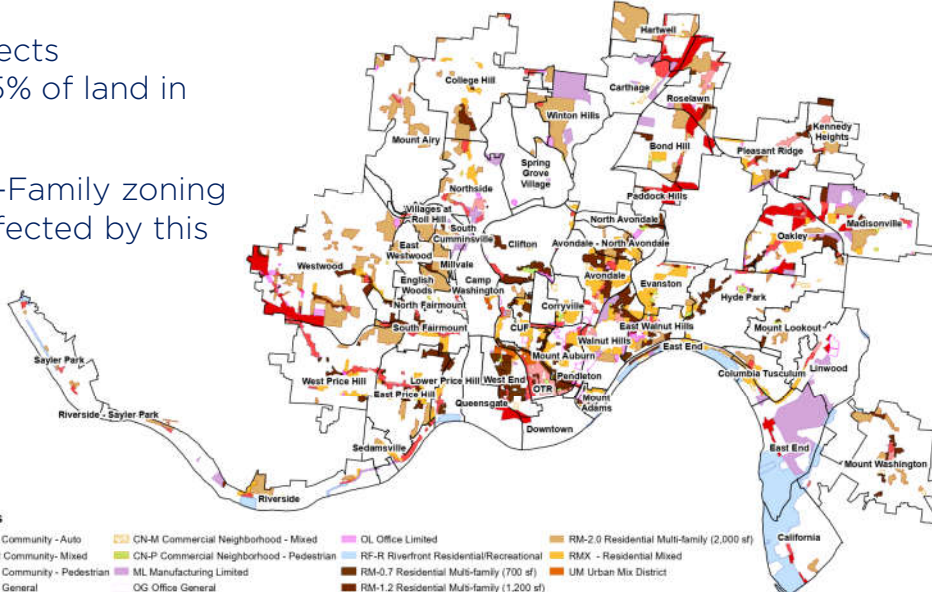 ects
5% of land in
-Family zoning
fected by this
Hartwell
College Hill
Carthage
Roselawn
Winton Hills
Mount Airy
Bond Hill
Kennedy
Heights
Pleasant Ridge
Spring
Grove
Village
Northside
Paddock Hills
Villages at
Roll Hill
South
Cumminsville
North Avondale
Madisonville
Oakley
East
Westwood
Clifton
Avondale - North Avondale
Westwood
Millvale
English
Woods
Camp
Washington
Avondale
Evanston
Hyde Park
North Fairmount
Corryville
South Fairmount
CUF
East Walnut Hills
Mount Lookout
Walnut Hills
East End
Sayler Park
Mount Auburn
Columbia Tusculum
Linwood
West Price Hill
Lower Price Hill
West End
Pendleton
East Price Hill
OTR
Mount
Adams
Queensgate
Riverside - Sayler Park
Downtown
Sedamsville
East End
Mount Washington
Riverside
California
s
Community - Auto
Community- Mixed
Community - Pedestrian
General
CN-M Commercial Neighborhood - Mixed
CN-P Commercial Neighborhood - Pedestrian
ML Manufacturing Limited
OG Office General
OL Office Limited
RF-R Riverfront Residential/Recreational
RM-0.7 Residential Multi-family (700 sf)
RM-1.2 Residential Multi-family (1,200 sf)
RM-2.0 Residential Multi-family (2,000 sf)
RMX - Residential Mixed
UM Urban Mix District